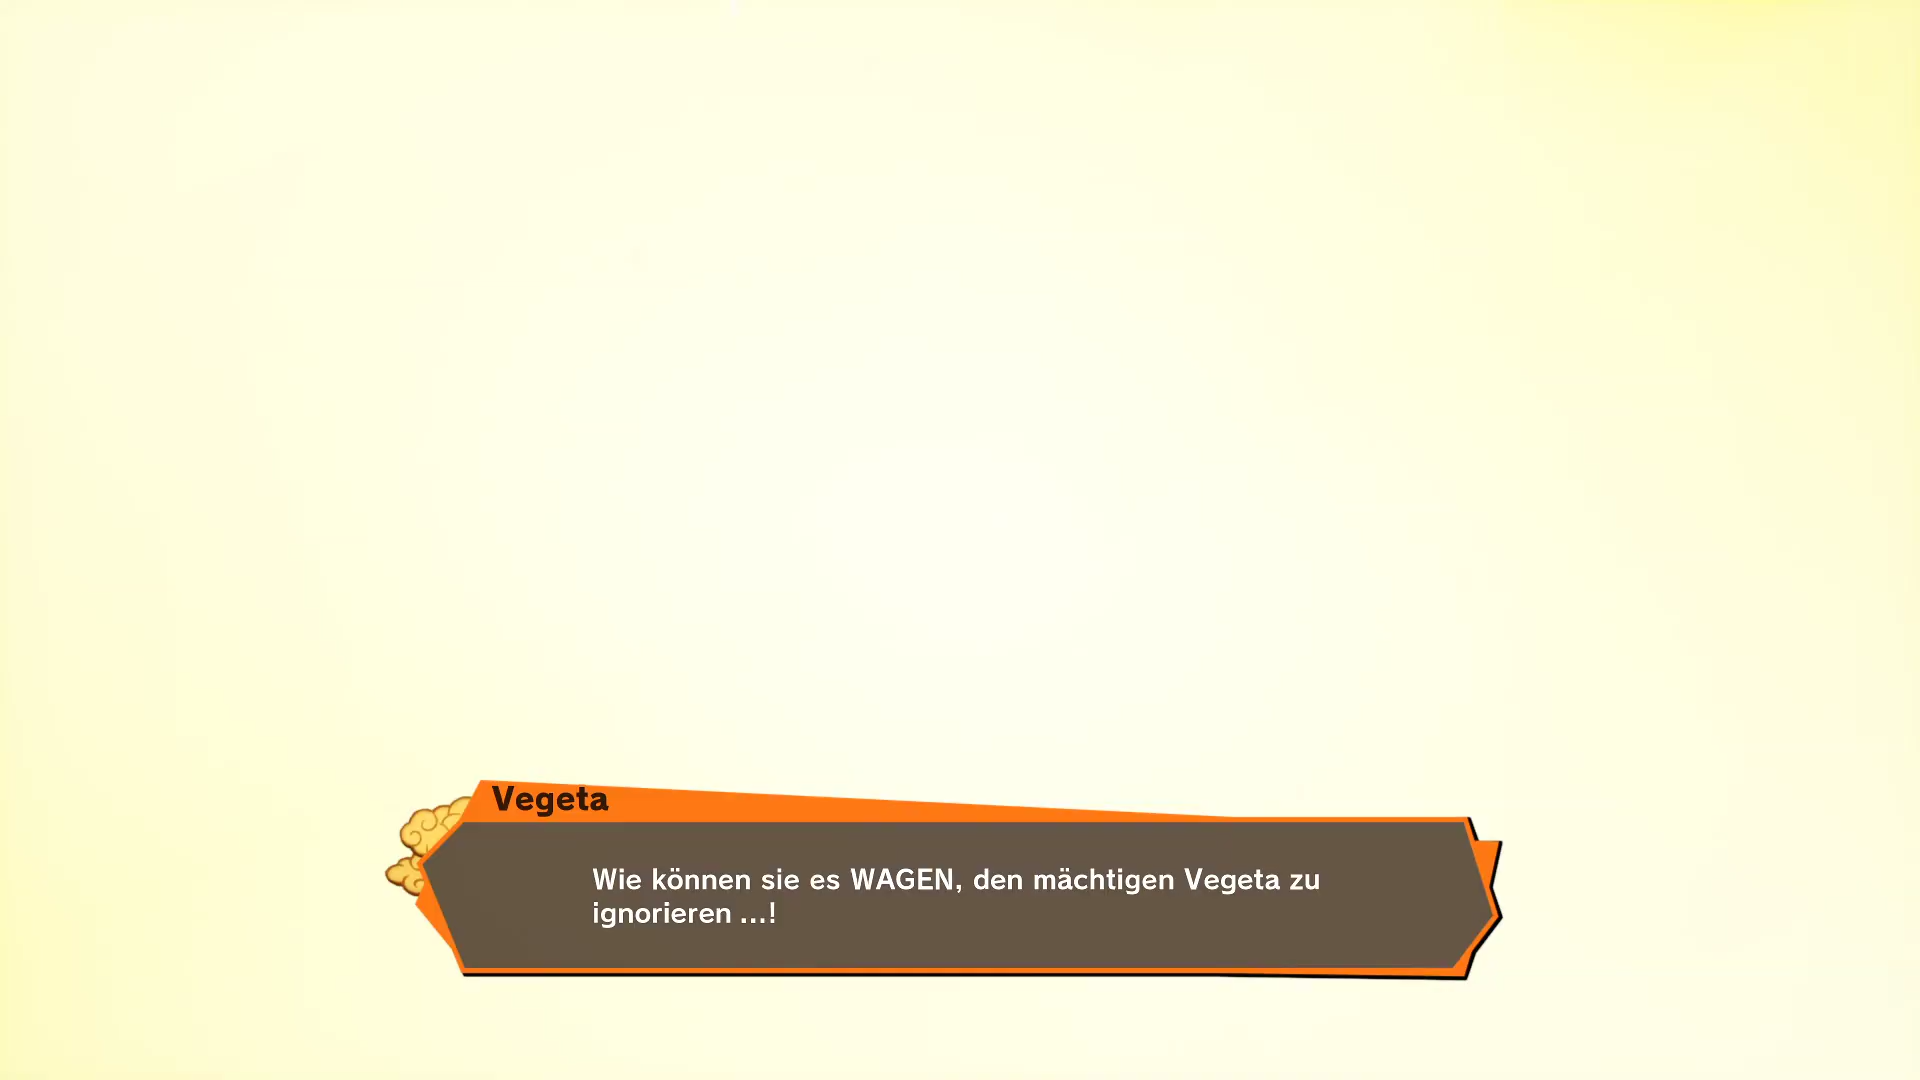 Vegeta
Wie können sie es WAGEN, den mächtigen Vegeta zu
ignorieren ...!